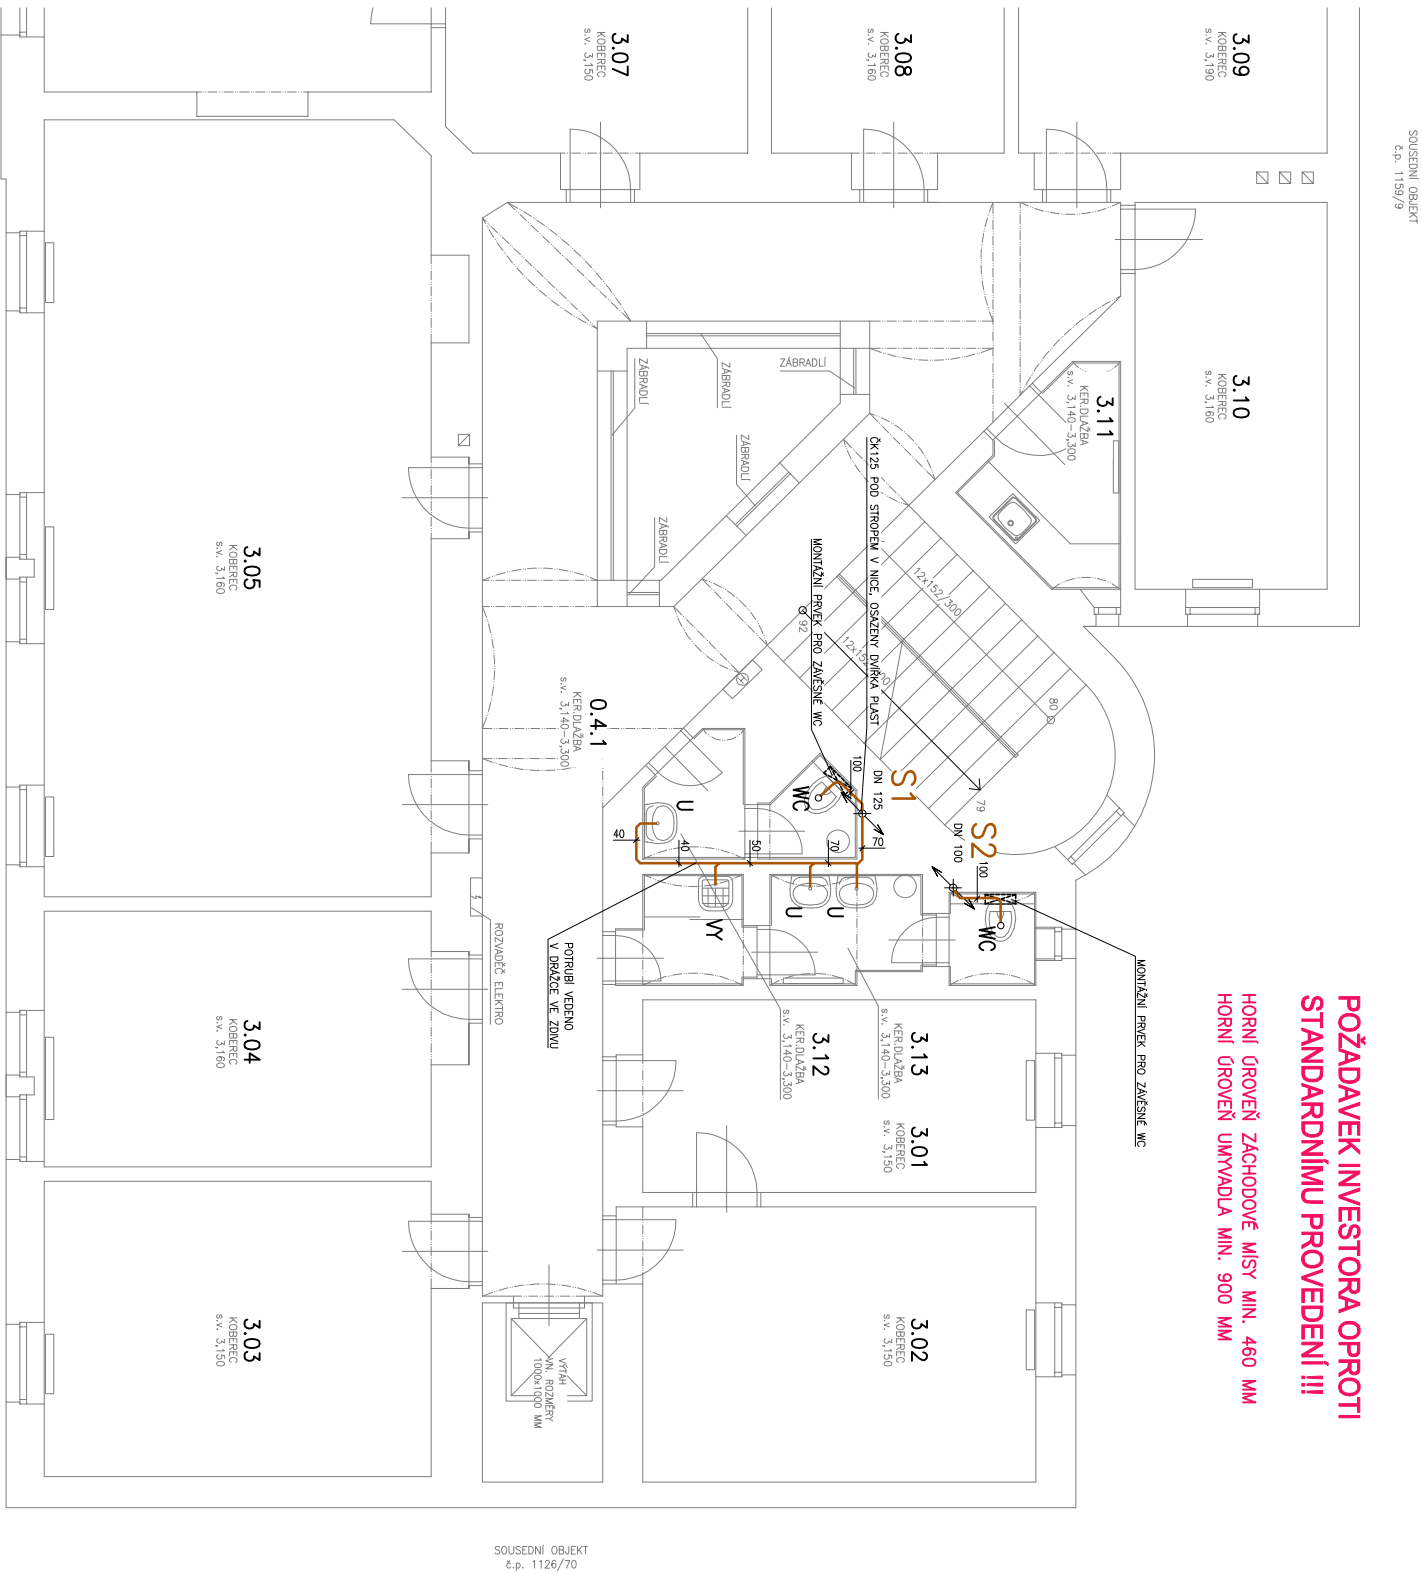 SOUSEDNÍ OBJEKT
č.p. 1159/9
3.09
KOBEREC
s.v. 3,190
3.08
KOBEREC
s.v. 3,160
3.07
KOBEREC
s.v. 3,150
3.10
KOBEREC
s.v. 3,160
3.11
KER.DLAŽBA
s.v. 3,140-3,300
ZÁBRADLÍ
ZÁBRADLÍ
ZÁBRADLÍ
ZÁBRADLÍ
ZÁBRADLÍ
3.05
KOBEREC
s.v. 3,160
ČK125 POD STROPEM V NICE, OSAZENY DVÍŘKA PLAST
MONTÁŽNÍ PRVEK PRO ZÁVĚSNÉ WC
12x152/300
12x152/300
92
80
79
0.4.1
KER.DLAŽBA
s.v. 3,140-3,300
S1
DN 125
100
70
70
50
40
40
WC
U
S2
DN 100
100
WC
U
U
VY
MONTÁŽNÍ PRVEK PRO ZÁVĚSNÉ WC
POTRUBÍ VEDENO
V DRÁŽCE VE ZDIVU
ROZVADĚČ ELEKTRO
3.13
KER.DLAŽBA
s.v. 3,140-3,300
3.12
KER.DLAŽBA
s.v. 3,140-3,300
3.04
KOBEREC
s.v. 3,160
3.01
KOBEREC
s.v. 3,150
3.02
KOBEREC
s.v. 3,150
3.03
KOBEREC
s.v. 3,150
VÝTAH
VN. ROZMĚRY
1000x1000 MM
POŽADAVEK INVESTORA OPROTI
STANDARDNÍMU PROVEDENÍ !!!
HORNÍ ÚROVEŇ ZÁCHODOVÉ MÍSY MIN. 460 MM
HORNÍ ÚROVEŇ UMYVADLA MIN. 900 MM
SOUSEDNÍ OBJEKT
č.p. 1126/70